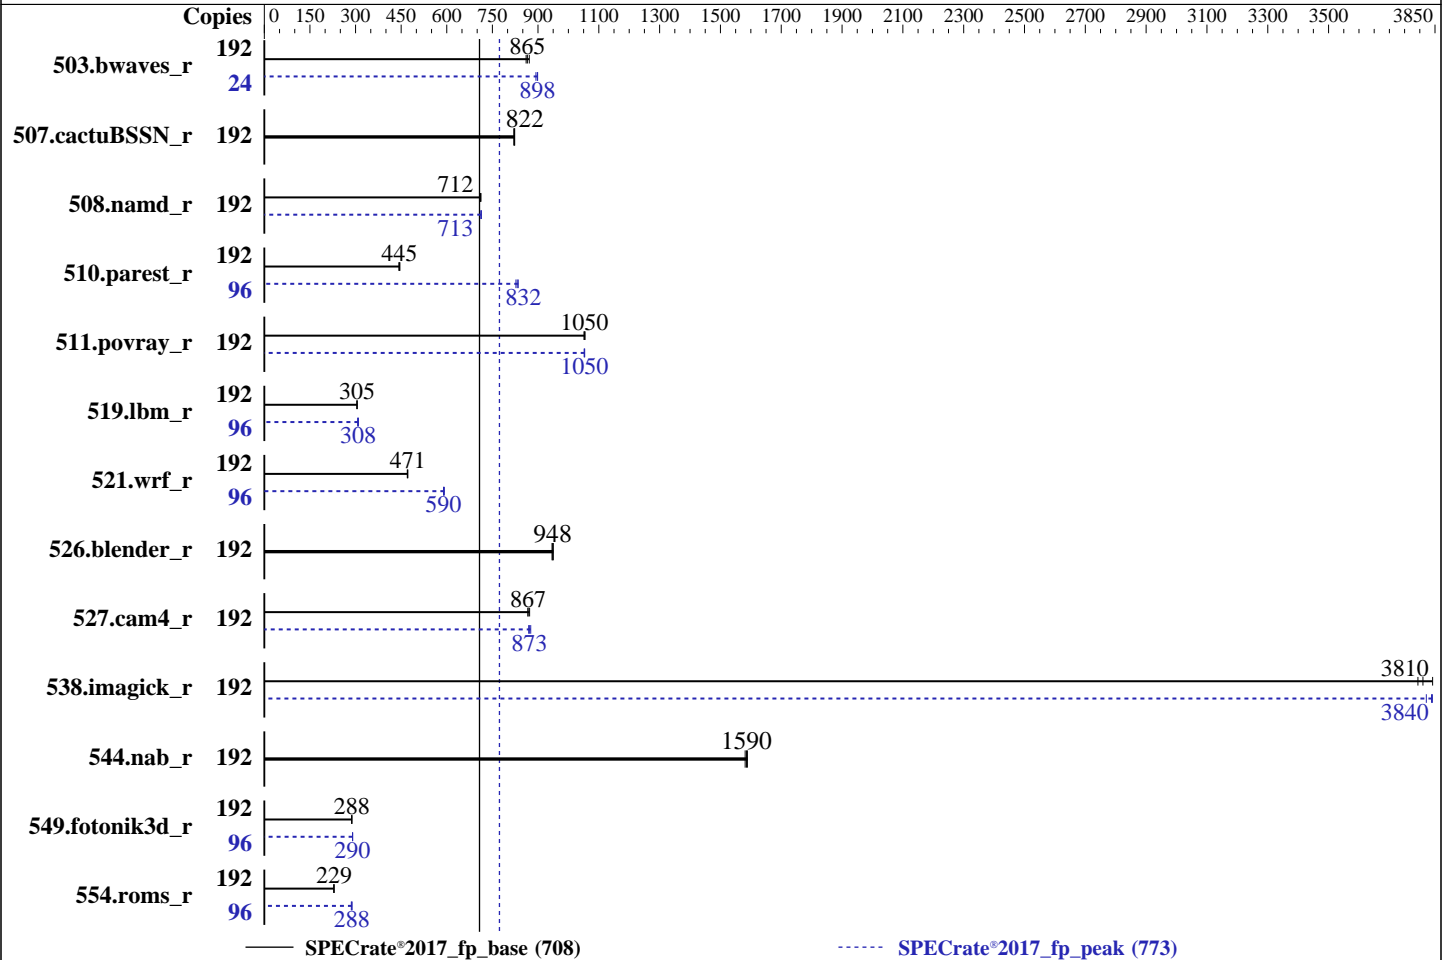 Copies 0 150 300 450 600 750 900 1100 1300 1500 1700 1900 2100 2300 2500 2700 2900 3100 3300 3500 3850
503.bwaves_r 192 865
24 898
507.cactuBSSN_r 192 822
508.namd_r 192 712
713
510.parest_r 192 445
96 832
511.povray_r 192 1050
1050
519.lbm_r 192 305
96 308
521.wrf_r 192 471
96 590
526.blender_r 192 948
527.cam4_r 192 867
873
538.imagick_r 192 3810
3840
544.nab_r 192 1590
549.fotonik3d_r 192 288
96 290
554.roms_r 192 229
96 288
SPECrate®2017_fp_base (708) SPECrate®2017_fp_peak (773)